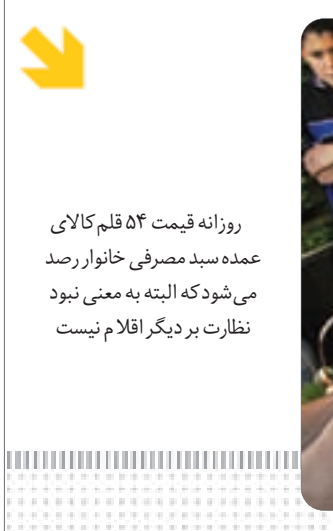 روزانه قیمت ۵۴ قلم کالای
عمده سبد مصرفی خانوار رصد
می‌شود که البته به معنی نبود
نظارت بر دیگر اقلام نیست